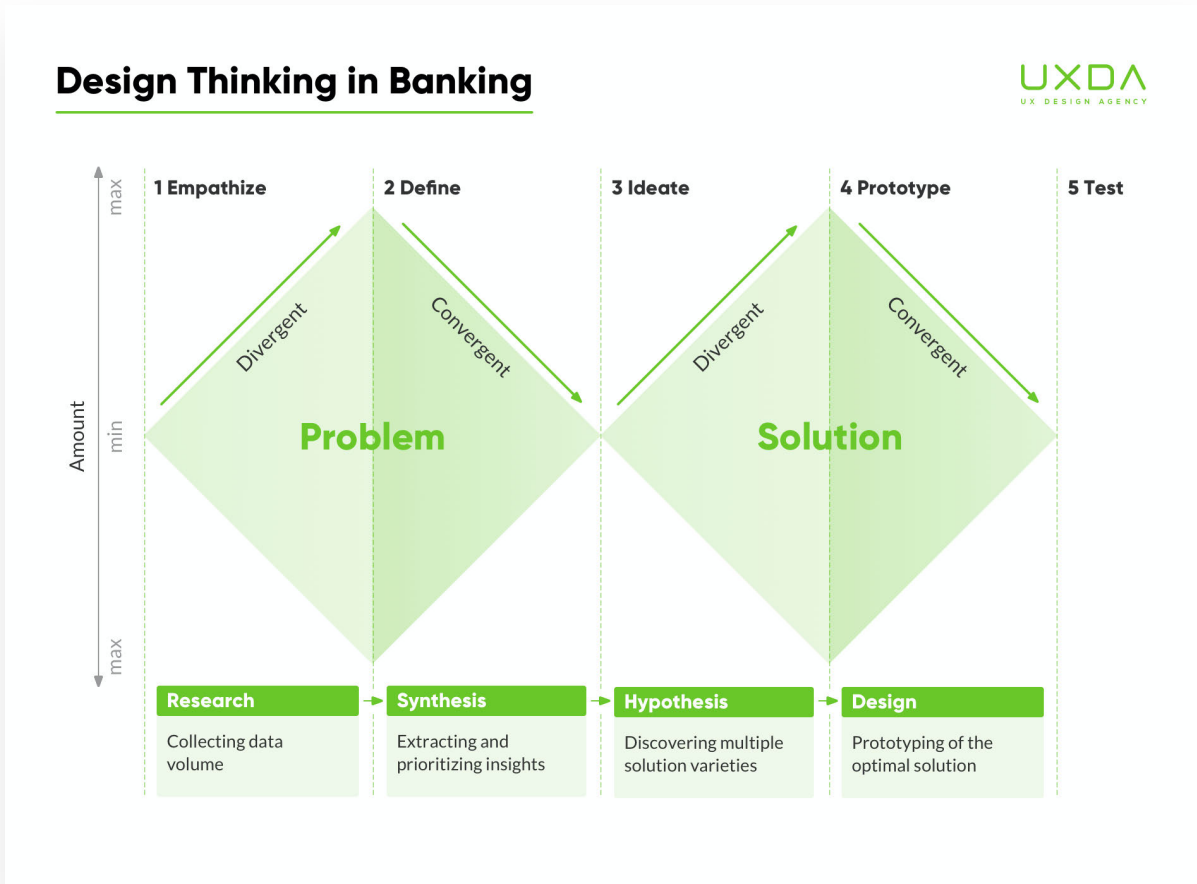 Design Thinking in Banking
UXDA
UX DESIGN AGENCY
max
1 Empathize
2 Define
3 Ideate
4 Prototype
5 Test
Divergent
Convergent
Divergent
Convergent
Amount
min
Problem
Solution
max
Research
Synthesis
Hypothesis
Design
Collecting data
volume
Extracting and
prioritizing insights
Discovering multiple
solution varieties
Prototyping of the
optimal solution